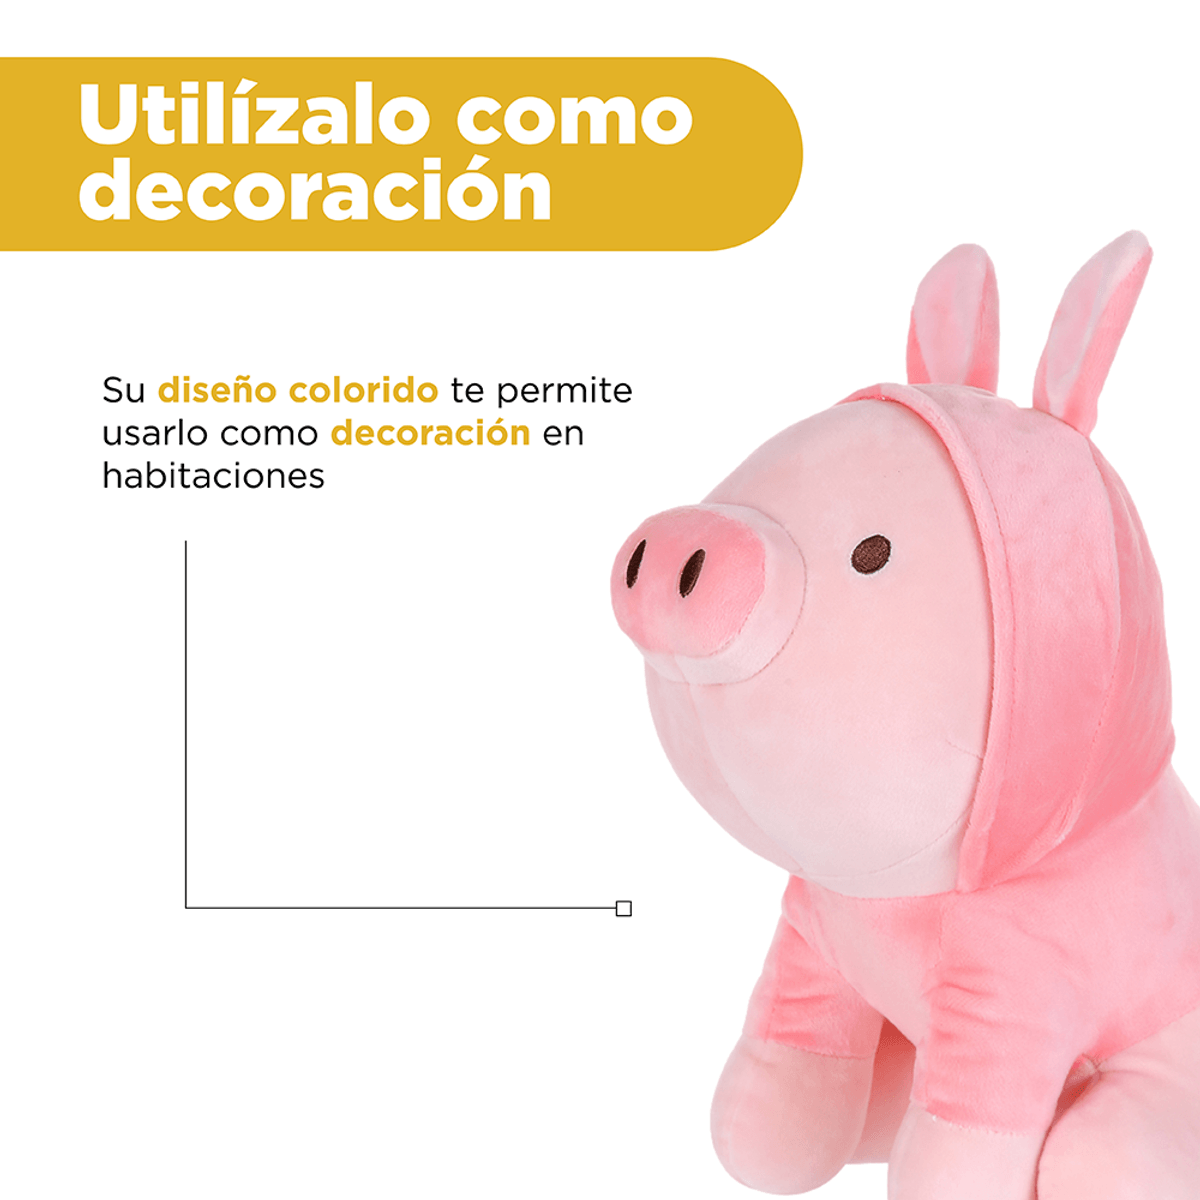 Utilízalo como
decoración
Su diseño colorido te permite
usarlo como decoración en
habitaciones